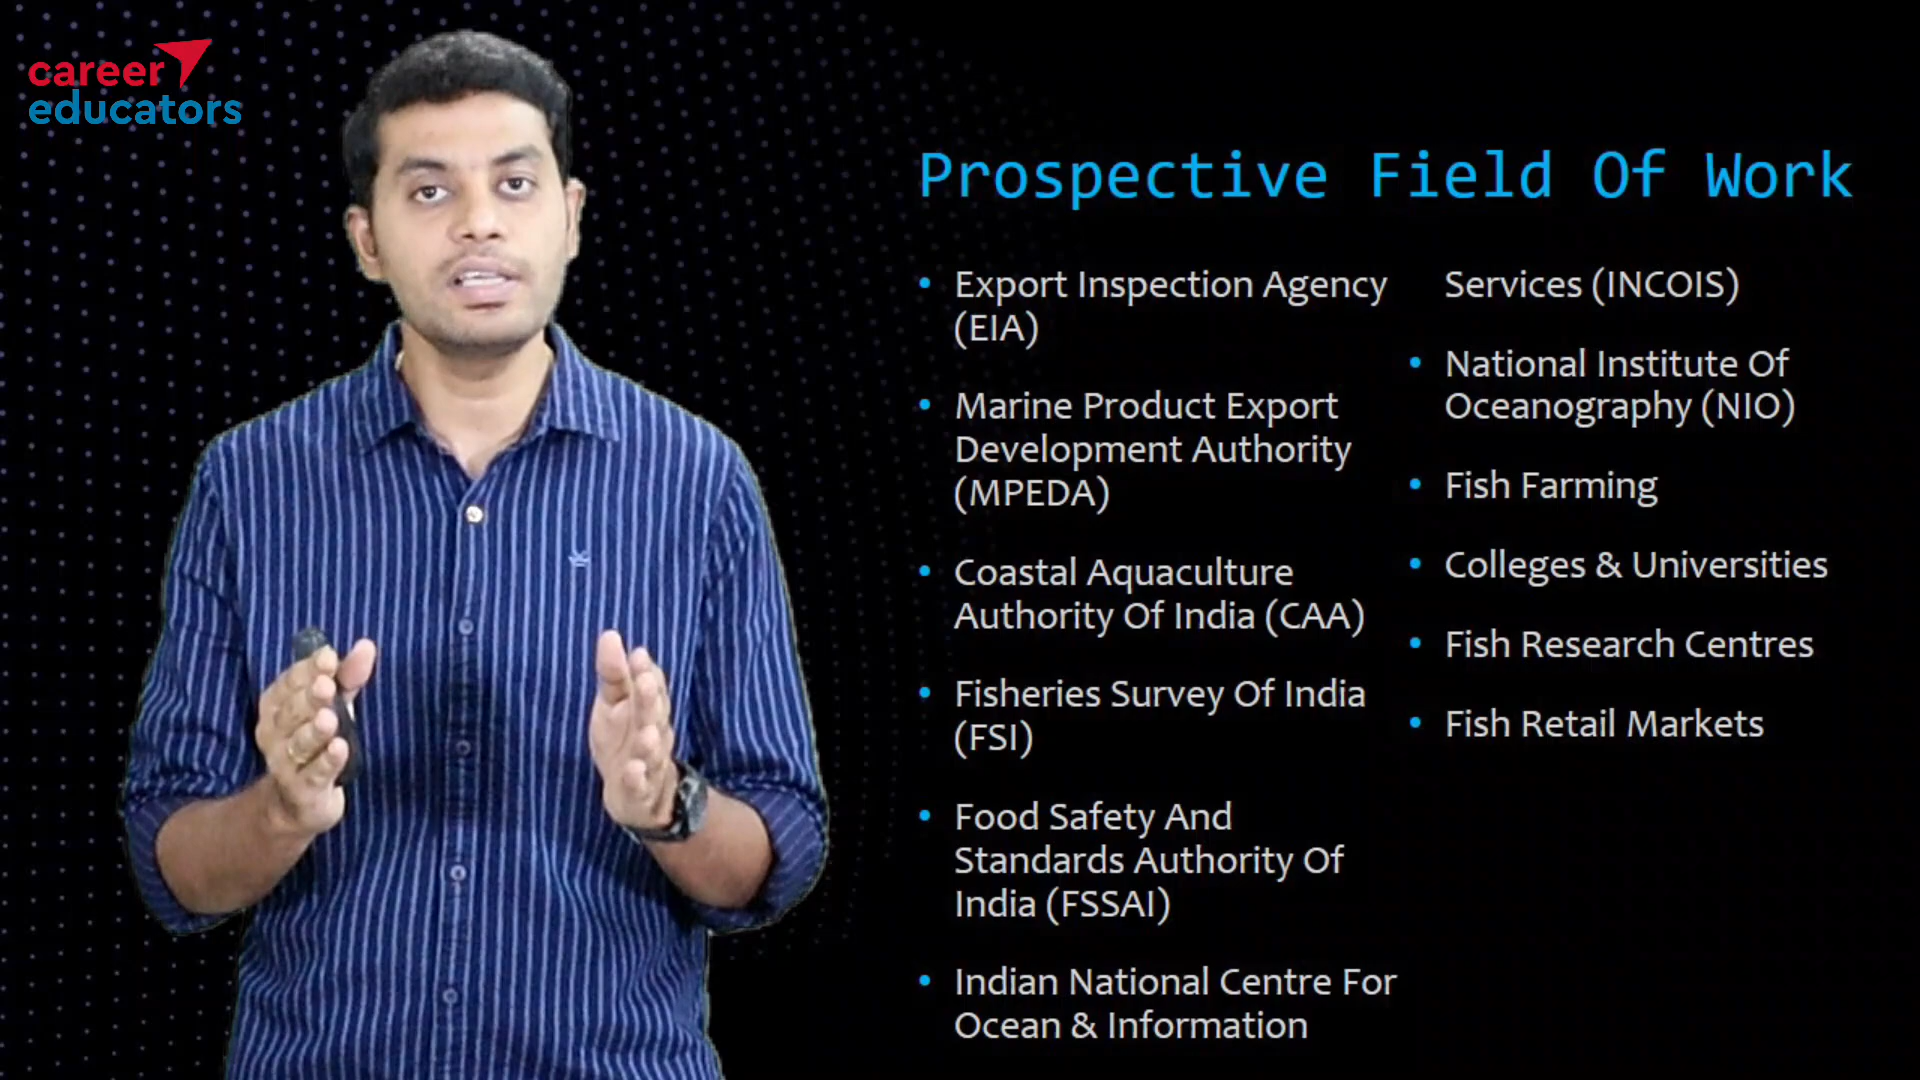 career
educators
Prospective Field Of Work
• Export Inspection Agency
(EIA)
• Marine Product Export
Development Authority
(MPEDA)
• Coastal Aquaculture
Authority Of India (CAA)
• Fisheries Survey Of India
(FSI)
• Food Safety And
Standards Authority Of
India (FSSAI)
• Indian National Centre For
Ocean & Information
Services (INCOIS)
• National Institute Of
Oceanography (NIO)
• Fish Farming
• Colleges & Universities
• Fish Research Centres
• Fish Retail Markets